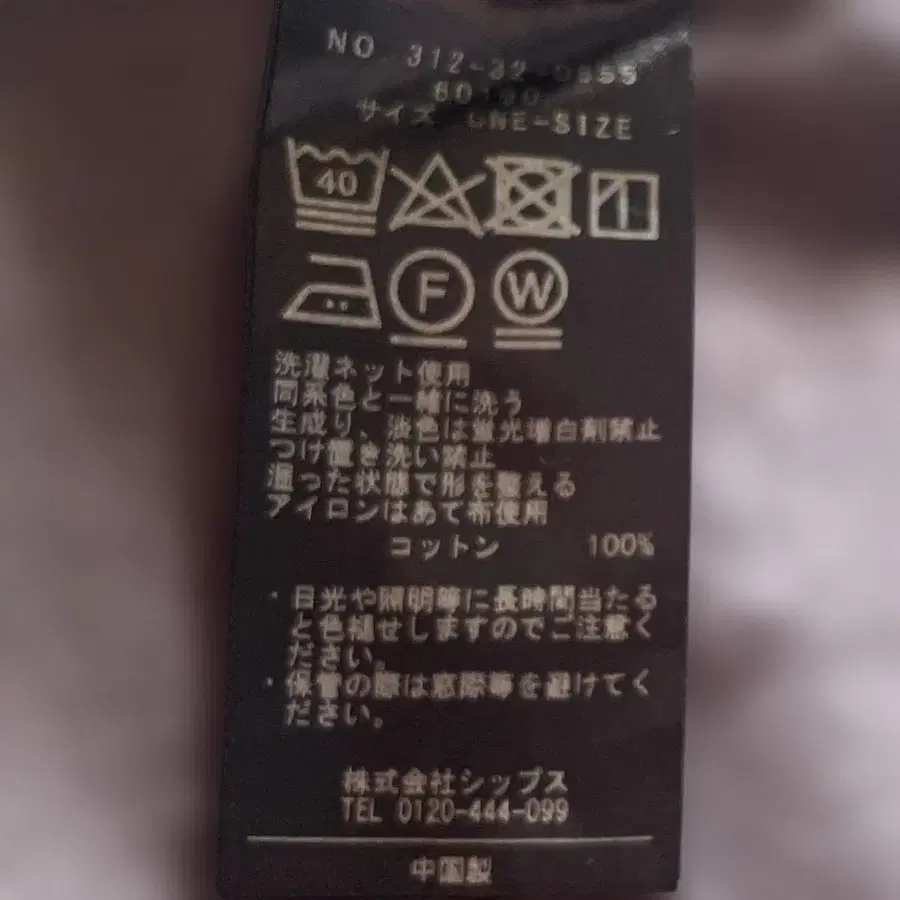 NO 312-32-0855
サイズ ONE-SIZE
40
F W
洗濯ネット使用
同系色と一緒に洗う
生成り、淡色は蛍光増白剤禁止
つけ置き洗い禁止
湿った状態で形を整える
アイロンはあて布使用
コットン 100%
・日光や照明等に長時間当たる
と色褪せしますのでご注意く
ださい。
・保管の際は窓際等を避けてく
ださい。
株式会社シップス
TEL 0120-444-099
中国製